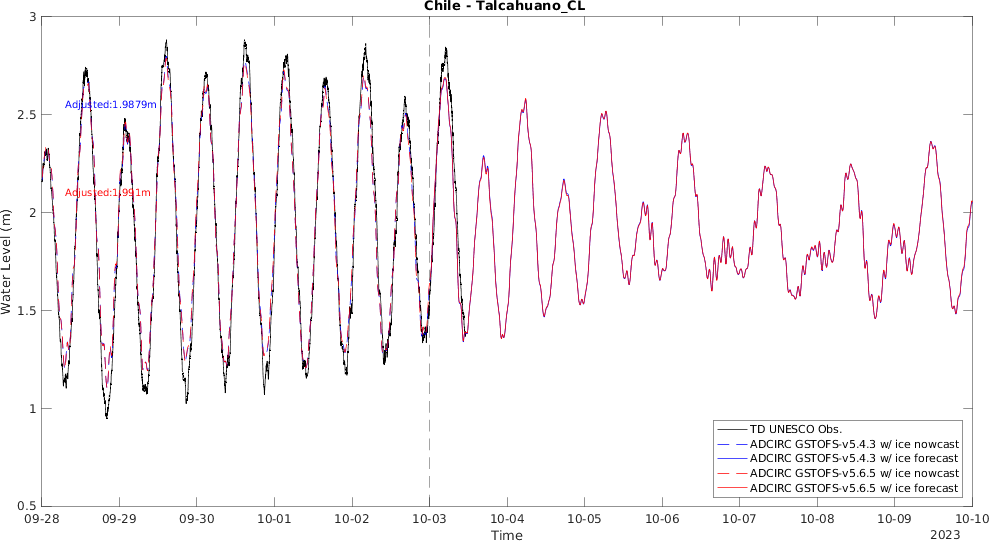 Chile - Talcahuano_CL
3
2.5
2
1.5
1
0.5
Water Level (m)
Adjusted:1.9879m
Adjusted:1.991m
TD UNESCO Obs.
ADCIRC GSTOFS-v5.4.3 w/ ice nowcast
ADCIRC GSTOFS-v5.4.3 w/ ice forecast
ADCIRC GSTOFS-v5.6.5 w/ ice nowcast
ADCIRC GSTOFS-v5.6.5 w/ ice forecast
09-28 09-29 09-30 10-01 10-02 10-03 10-04 10-05 10-06 10-07 10-08 10-09 10-10
Time
2023